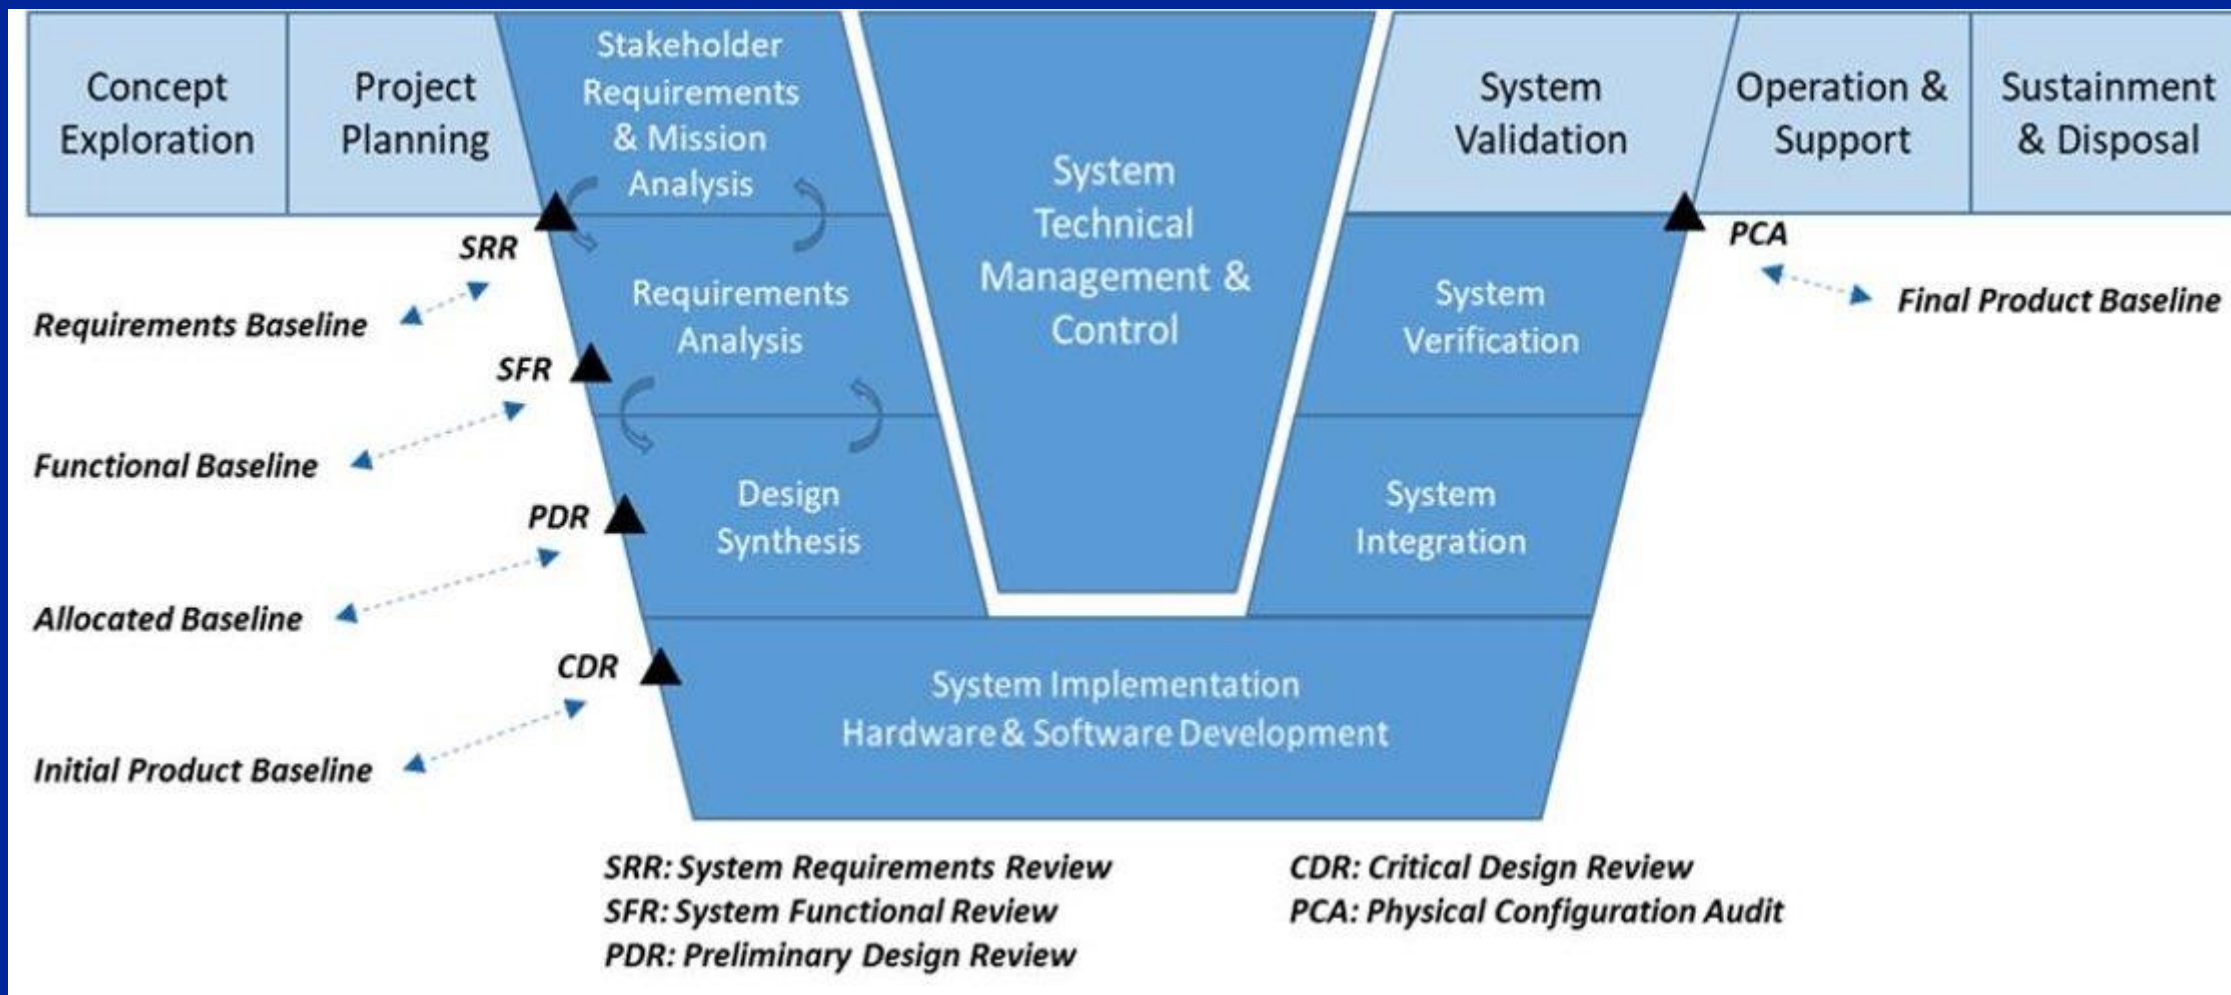 Concept
Exploration
Project
Planning
Stakeholder
Requirements
& Mission
Analysis
System
Technical
Management &
Control
System
Validation
Operation &
Support
Sustainment
& Disposal
SRR
Requirements Baseline
Requirements
Analysis
System
Verification
PCA
Final Product Baseline
SFR
Functional Baseline
Design
Synthesis
System
Integration
PDR
Allocated Baseline
CDR
Initial Product Baseline
System Implementation
Hardware & Software Development
SRR: System Requirements Review
SFR: System Functional Review
PDR: Preliminary Design Review
CDR: Critical Design Review
PCA: Physical Configuration Audit